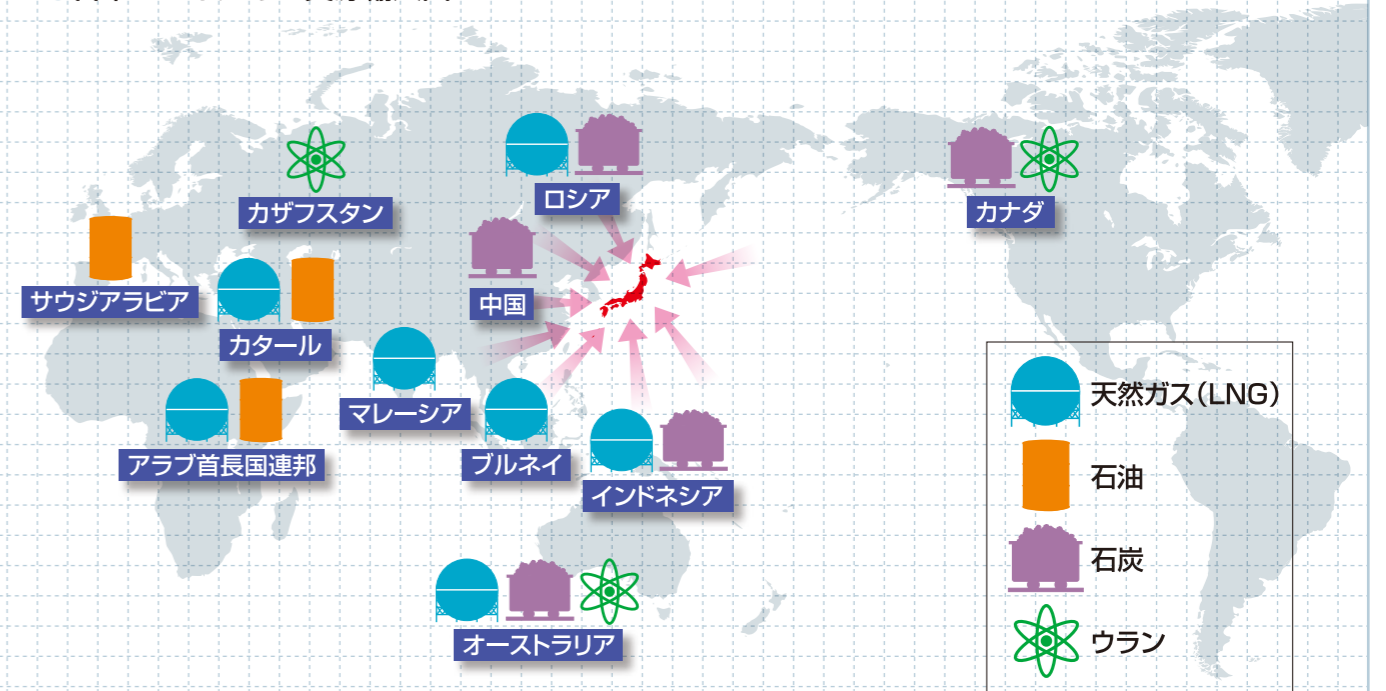 カザフスタン
ロシア
カナダ
サウジアラビア
カタール
中国
マレーシア
アラブ首長国連邦
ブルネイ
インドネシア
オーストラリア
天然ガス(LNG)
石油
石炭
ウラン